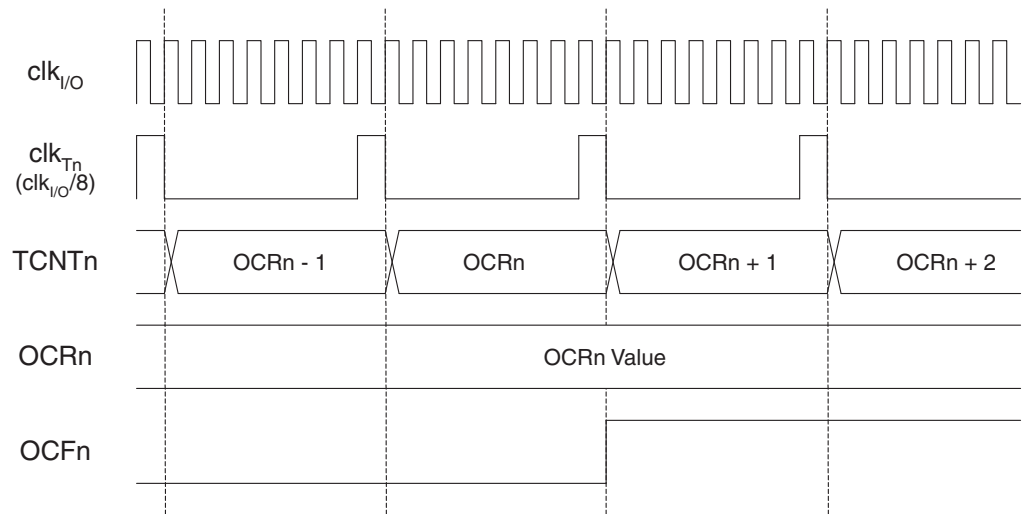 clkI/O
clkTn
(clkI/O/8)
TCNTn
OCRn - 1
OCRn
OCRn + 1
OCRn + 2
OCRn
OCRn Value
OCFn